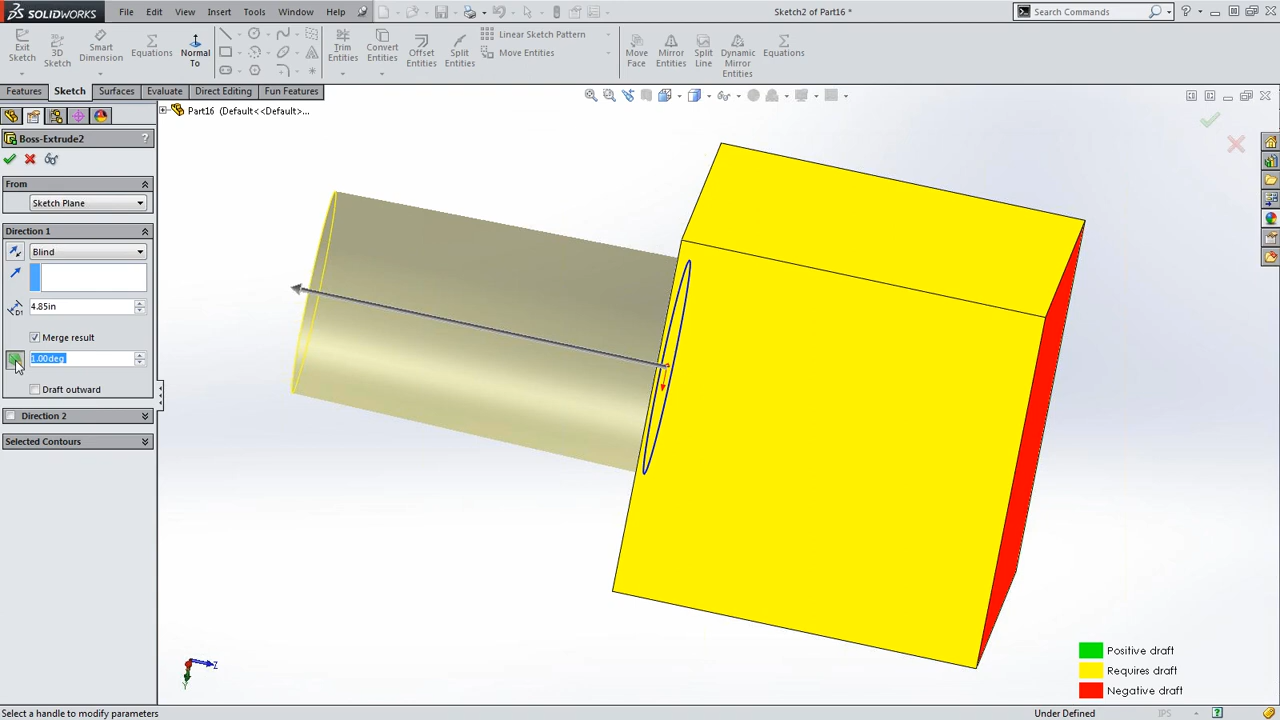 SOLIDWORKS File Edit View Insert Tools Window Help Sketch2 of Part16 * Search Commands
Exit Sketch 3D Sketch Smart Dimension Equations Normal To Trim Entities Convert Entities Offset Entities Split Entities Linear Sketch Pattern Move Entities Move Face Mirror Entities Split Line Dynamic Mirror Entities Equations
Features Sketch Surfaces Evaluate Direct Editing Fun Features
Part16 (Default<<Default>...
Boss-Extrude2 ?
From
Sketch Plane
Direction 1
Blind
D1 4.85in
Merge result
1.00deg
Draft outward
Direction 2
Selected Contours
Z
Y
Positive draft
Requires draft
Negative draft
Select a handle to modify parameters Under Defined IPS ?